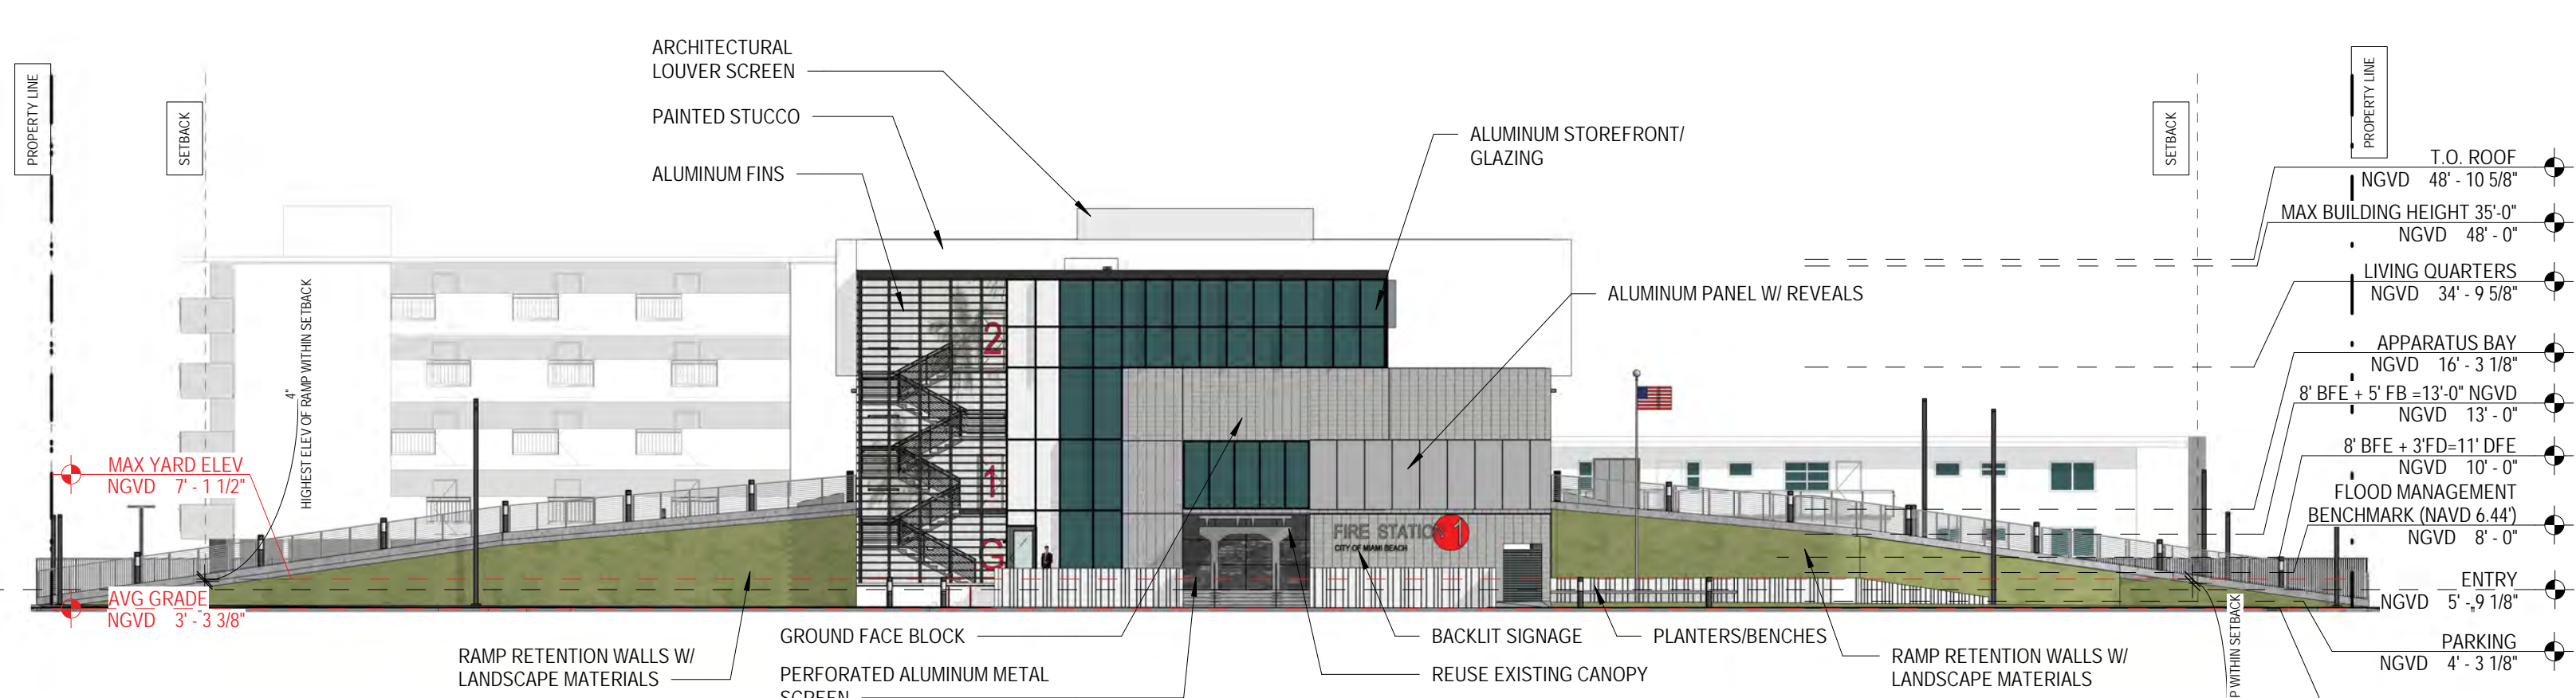 ARCHITECTURAL
LOUVER SCREEN
PAINTED STUCCO
ALUMINUM FINS
ALUMINUM STOREFRONT/
GLAZING
ALUMINUM PANEL W/ REVEALS
PROPERTY LINE
SETBACK
4"
HIGHEST ELEV OF RAMP WITHIN SETBACK
MAX YARD ELEV
NGVD 7' - 1 1/2"
AVG GRADE
NGVD 3' - 3 3/8"
2
1
G
FIRE STATION 1
CITY OF MIAMI BEACH
SETBACK
PROPERTY LINE
T.O. ROOF
NGVD 48' - 10 5/8"
MAX BUILDING HEIGHT 35'-0"
NGVD 48' - 0"
LIVING QUARTERS
NGVD 34' - 9 5/8"
APPARATUS BAY
NGVD 16' - 3 1/8"
8' BFE + 5' FB =13'-0" NGVD
NGVD 13' - 0"
8' BFE + 3'FD=11' DFE
NGVD 10' - 0"
FLOOD MANAGEMENT
BENCHMARK (NAVD 6.44')
NGVD 8' - 0"
ENTRY
NGVD 5' - 9 1/8"
PARKING
NGVD 4' - 3 1/8"
RAMP RETENTION WALLS W/
LANDSCAPE MATERIALS
GROUND FACE BLOCK
PERFORATED ALUMINUM METAL
SCREEN
BACKLIT SIGNAGE
REUSE EXISTING CANOPY
PLANTERS/BENCHES
RAMP RETENTION WALLS W/
LANDSCAPE MATERIALS
P WITHIN SETBACK